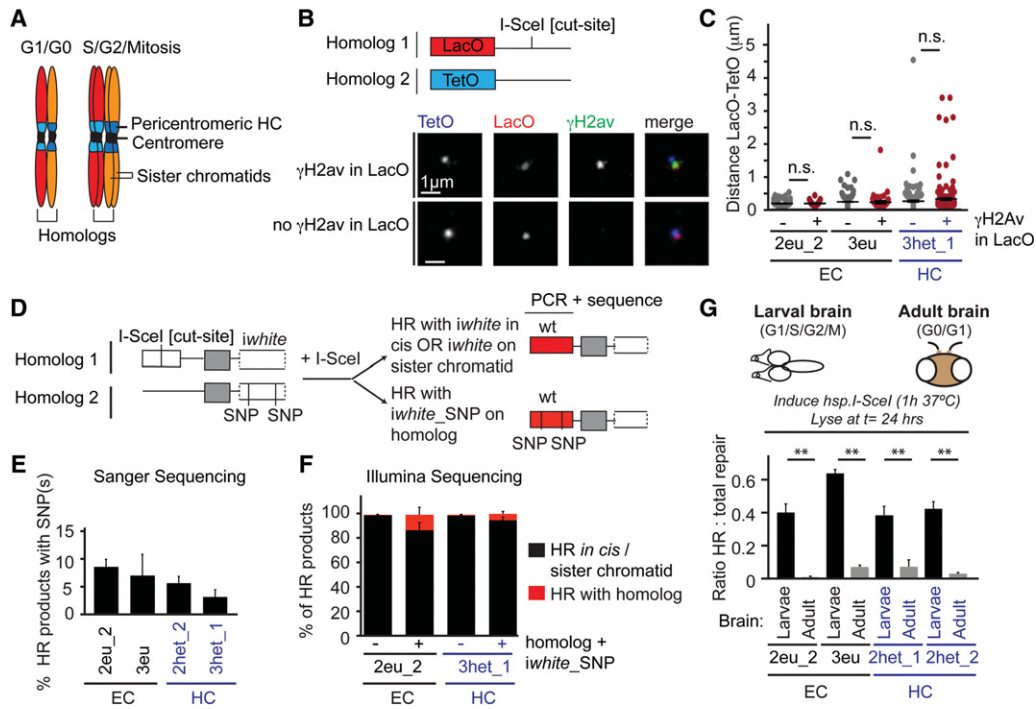 A
G1/G0
S/G2/Mitosis
Pericentromeric HC
Centromere
Sister chromatids
Homologs
B
I-SceI [cut-site]
Homolog 1
LacO
Homolog 2
TetO
TetO
LacO
γH2av
merge
γH2av in LacO
1μm
no γH2av in LacO
C
Distance LacO-TetO (μm)
5
4
3
2
1
0
n.s.
n.s.
n.s.
- + - + - +
γH2Av
in LacO
2eu_2
3eu
3het_1
EC
HC
D
I-SceI [cut-site]
iwhite
Homolog 1
Homolog 2
SNP
SNP
+ I-SceI
HR with iwhite in
cis OR iwhite on
sister chromatid
HR with
iwhite_SNP on
homolog
PCR + sequence
wt
wt
SNP SNP
E
Sanger Sequencing
% HR products with SNP(s)
15
10
5
0
2eu_2
3eu
2het_2
3het_1
EC
HC
F
Illumina Sequencing
% of HR products
100
80
60
40
20
0
HR in cis /
sister chromatid
HR with homolog
- + - +
homolog +
iwhite_SNP
2eu_2
3het_1
EC
HC
G
Larval brain
(G1/S/G2/M)
Adult brain
(G0/G1)
Induce hsp.I-SceI (1h 37ºC)
Lyse at t= 24 hrs
Ratio HR : total repair
0.4
0.2
0
**
**
**
**
Brain:
Larvae
Adult
Larvae
Adult
Larvae
Adult
Larvae
Adult
2eu_2
3eu
2het_1
2het_2
EC
HC